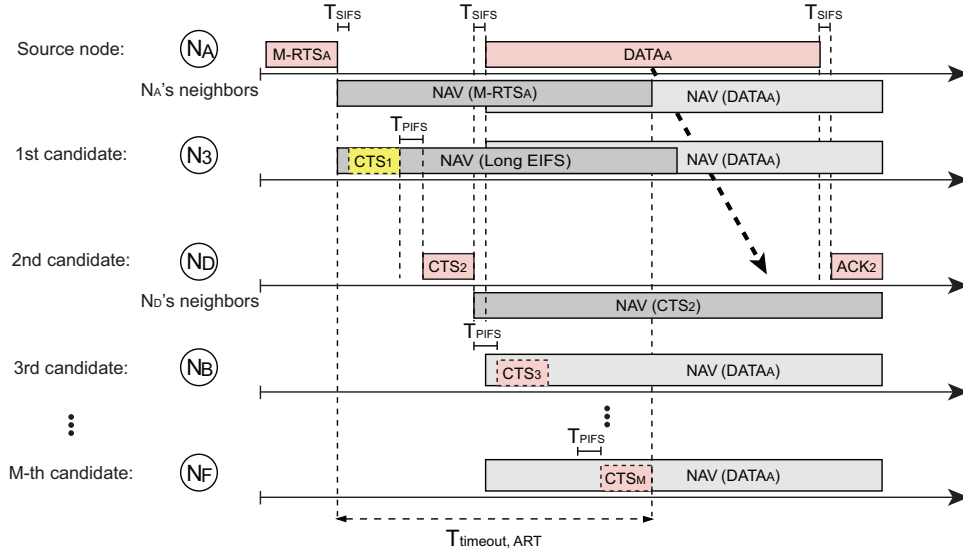 TSIFS TSIFS TSIFS
Source node: NA M-RTSA DATAA
NA's neighbors NAV (M-RTSA) NAV (DATAA)
TPIFS
1st candidate: N3 CTS1 NAV (Long EIFS) NAV (DATAA)
2nd candidate: ND CTS2 ACK2
ND's neighbors NAV (CTS2)
TPIFS
3rd candidate: NB CTS3 NAV (DATAA)
TPIFS
M-th candidate: NF CTSM NAV (DATAA)
Ttimeout, ART